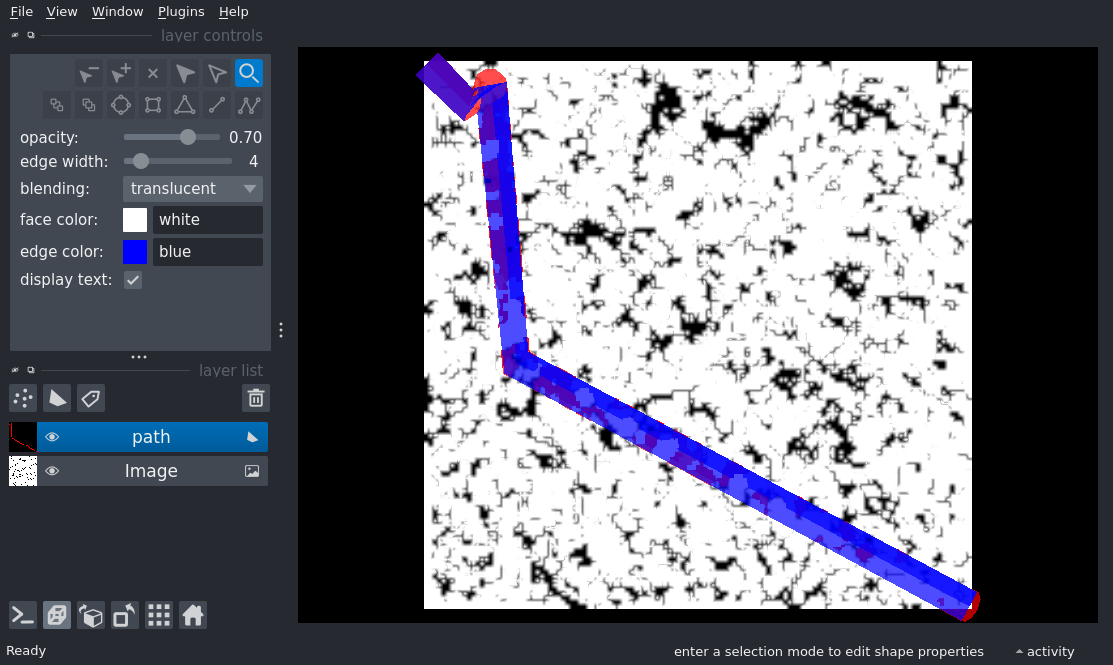 File View Window Plugins Help
layer controls
opacity: 0.70
edge width: 4
blending: translucent
face color: white
edge color: blue
display text:
layer list
path
Image
Ready
enter a selection mode to edit shape properties
activity